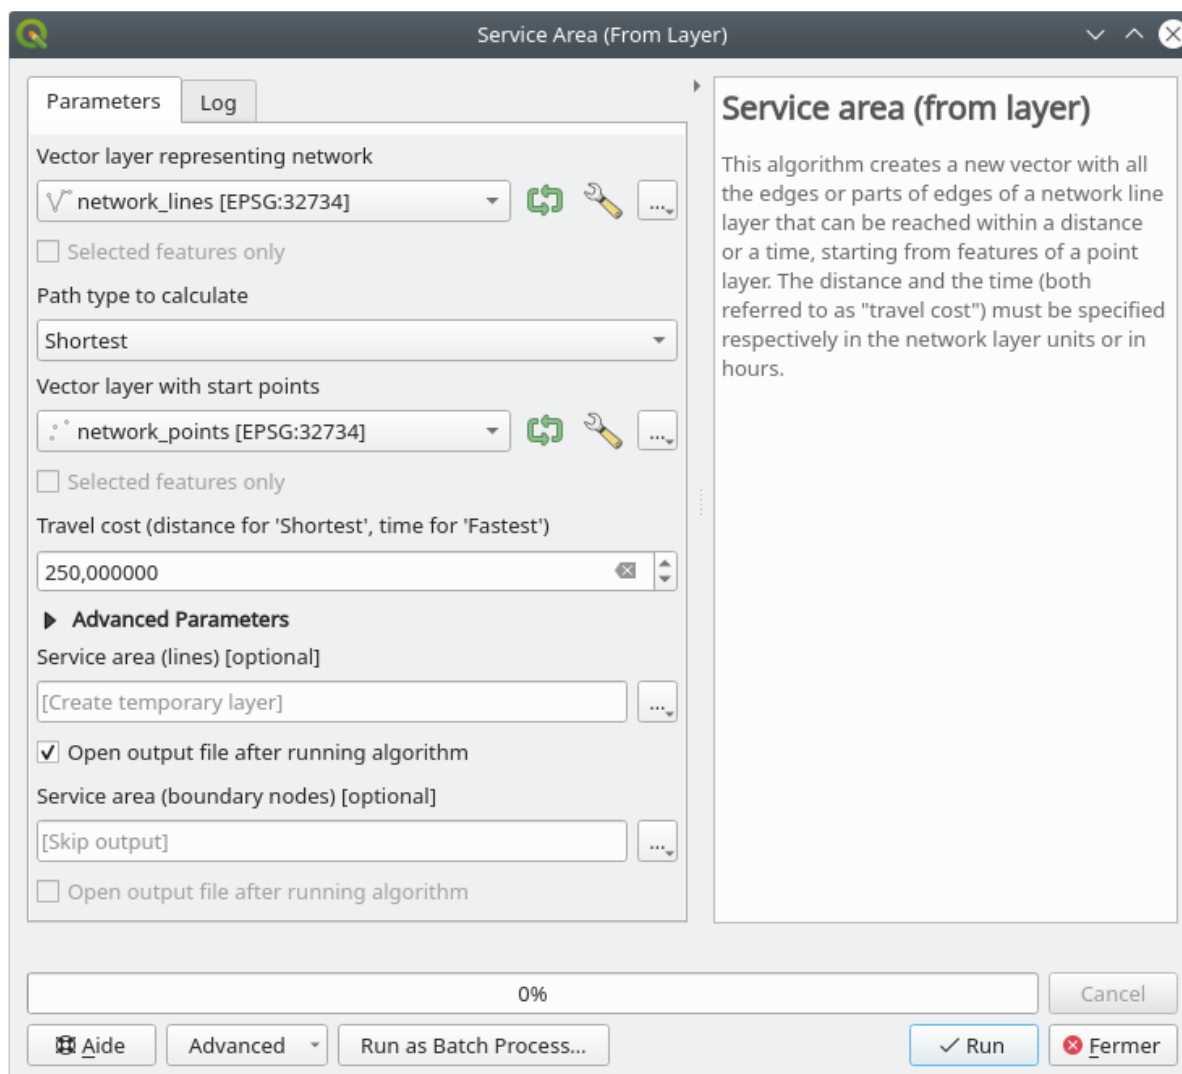 Service Area (From Layer)
Parameters
Log
Vector layer representing network
network_lines [EPSG:32734]
...
Selected features only
Path type to calculate
Shortest
Vector layer with start points
network_points [EPSG:32734]
...
Selected features only
Travel cost (distance for 'Shortest', time for 'Fastest')
250,000000
Advanced Parameters
Service area (lines) [optional]
[Create temporary layer]
...
Open output file after running algorithm
Service area (boundary nodes) [optional]
[Skip output]
...
Open output file after running algorithm
Service area (from layer)
This algorithm creates a new vector with all
the edges or parts of edges of a network line
layer that can be reached within a distance
or a time, starting from features of a point
layer. The distance and the time (both
referred to as "travel cost") must be specified
respectively in the network layer units or in
hours.
0%
Cancel
Aide
Advanced
Run as Batch Process...
Run
Fermer